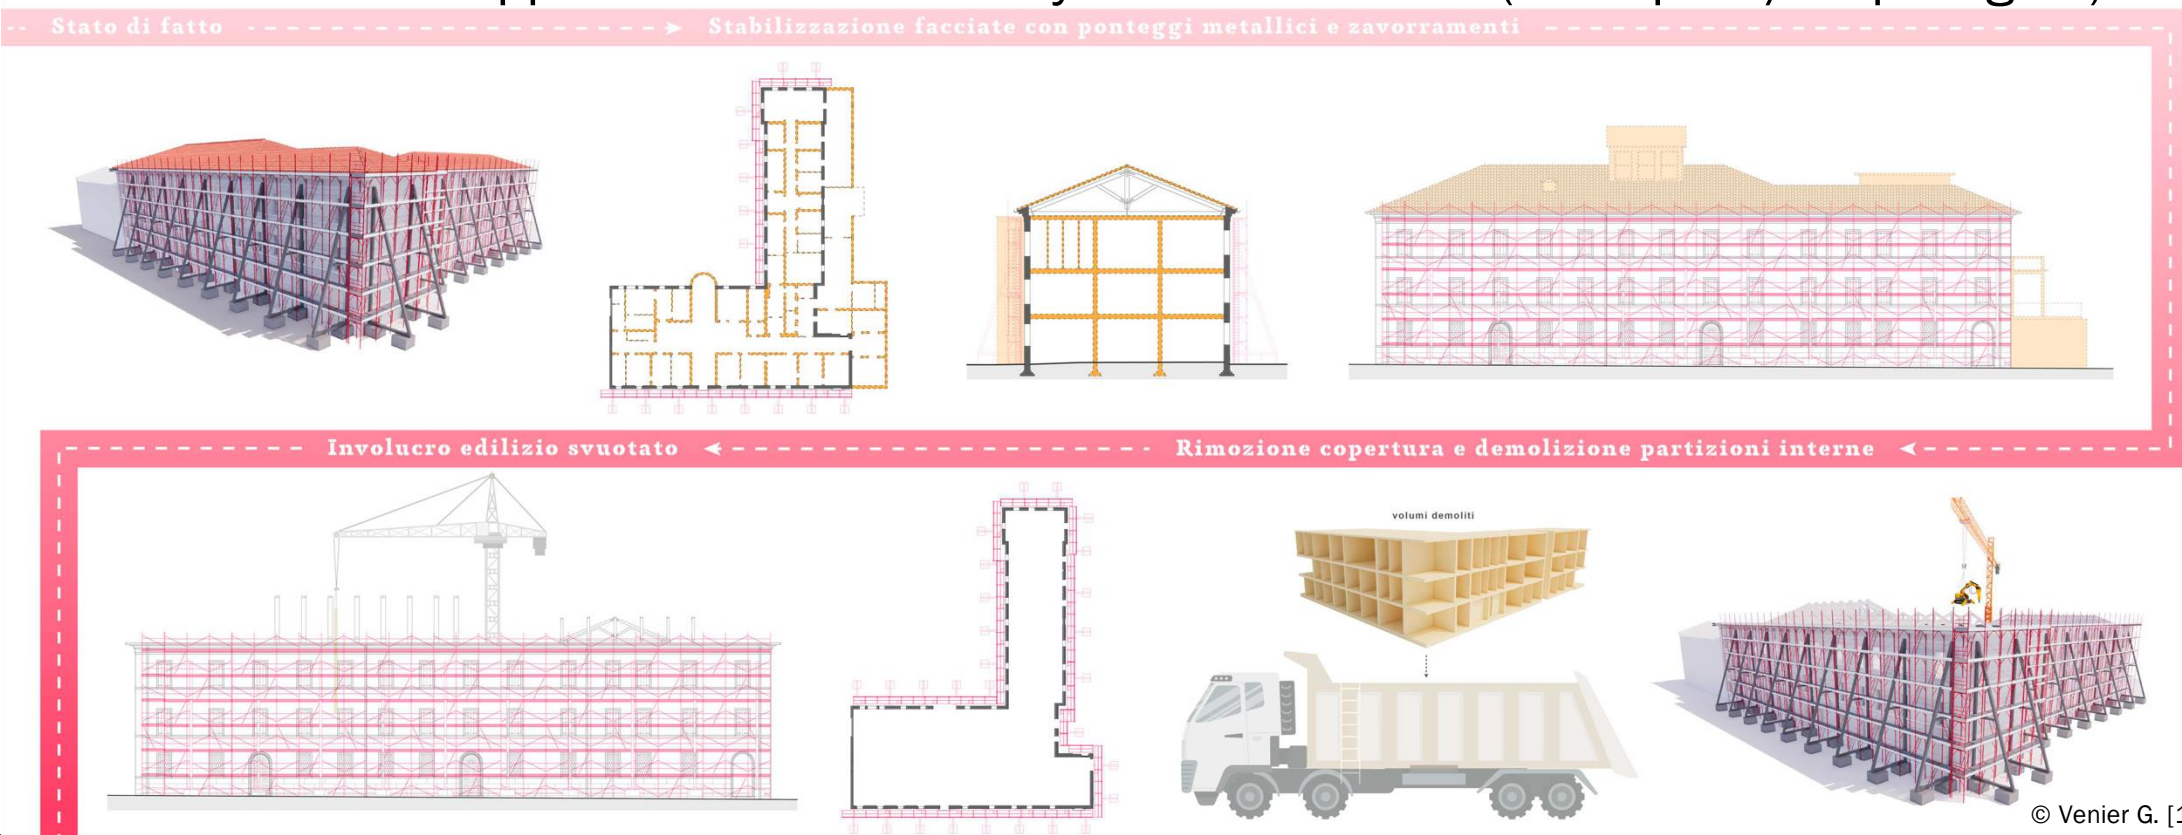 Stato di fatto
Stabilizzazione facciate con ponteggi metallici e zavorramenti
Rimozione copertura e demolizione partizioni interne
Involucro edilizio svuotato
volumi demoliti
© Venier G. [1